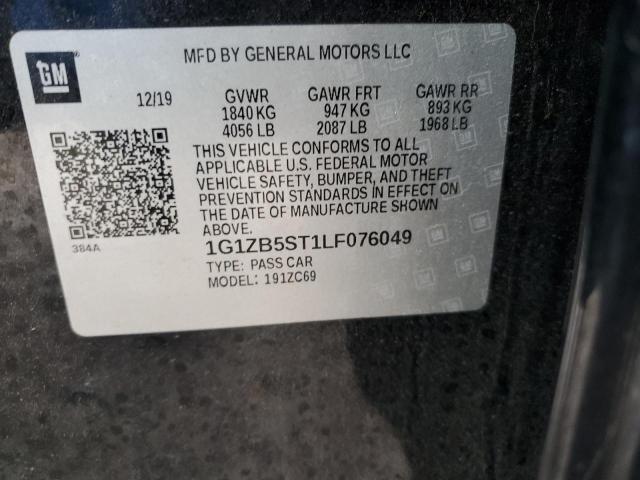 GM
MFD BY GENERAL MOTORS LLC
12/19 GVWR GAWR FRT GAWR RR
1840 KG 947 KG 893 KG
4056 LB 2087 LB 1968 LB
THIS VEHICLE CONFORMS TO ALL
APPLICABLE U.S. FEDERAL MOTOR
VEHICLE SAFETY, BUMPER, AND THEFT
PREVENTION STANDARDS IN EFFECT ON
THE DATE OF MANUFACTURE SHOWN
ABOVE.
384A
1G1ZB5ST1LF076049
TYPE: PASS CAR
MODEL: 191ZC69